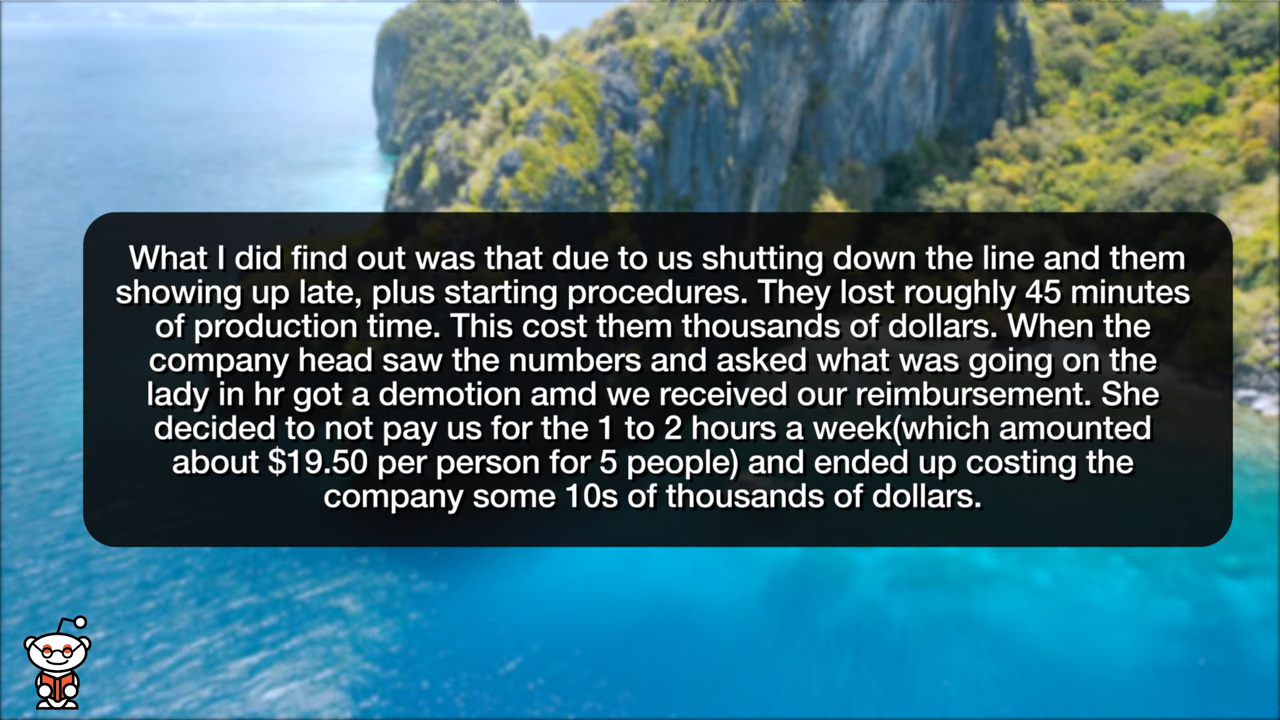 What I did find out was that due to us shutting down the line and them
showing up late, plus starting procedures. They lost roughly 45 minutes
of production time. This cost them thousands of dollars. When the
company head saw the numbers and asked what was going on the
lady in hr got a demotion amd we received our reimbursement. She
decided to not pay us for the 1 to 2 hours a week(which amounted
about $19.50 per person for 5 people) and ended up costing the
company some 10s of thousands of dollars.